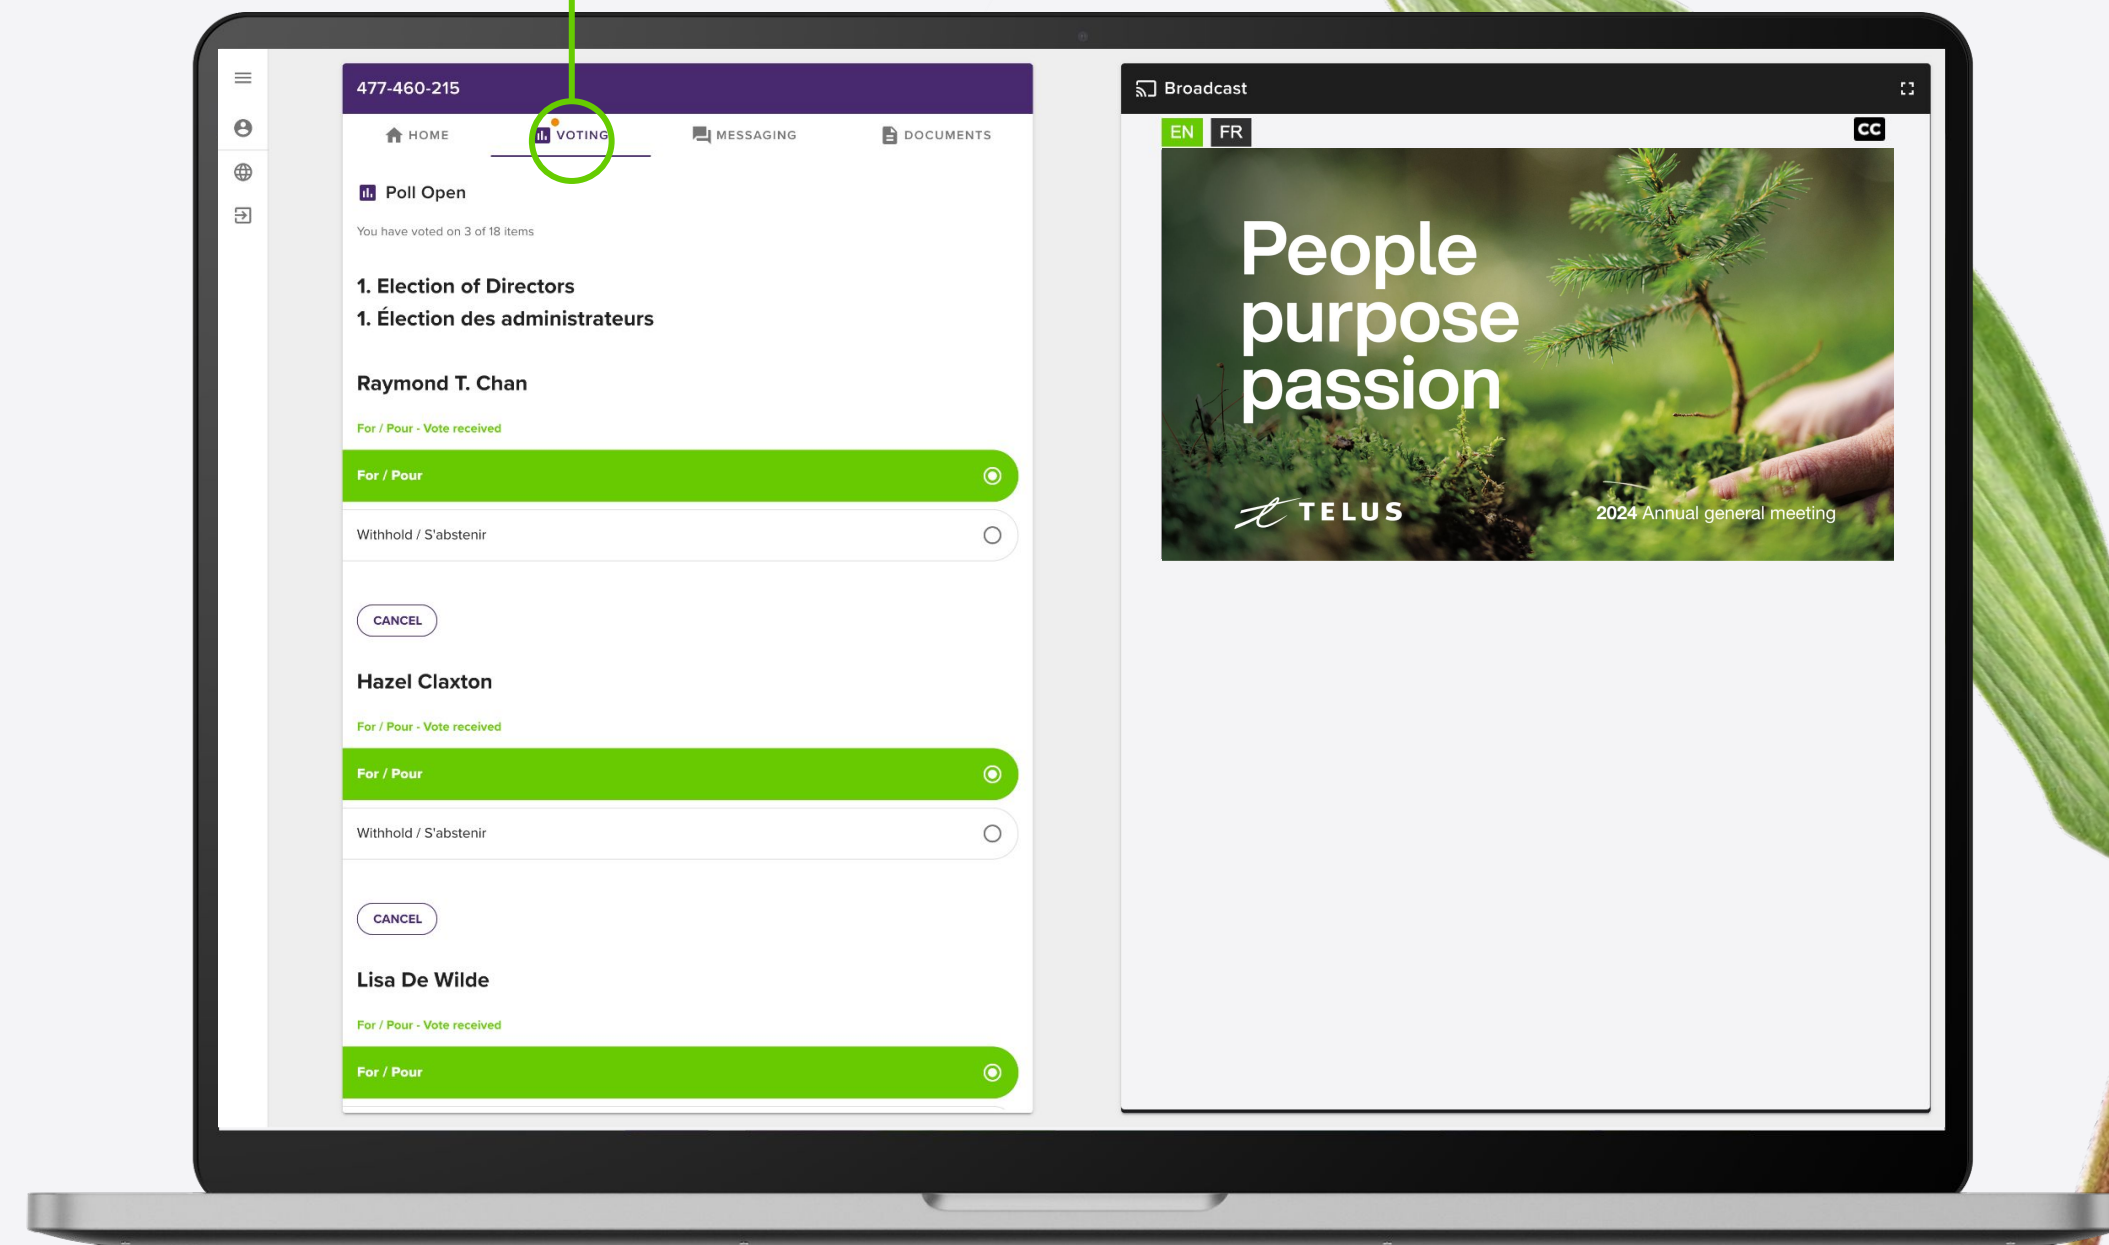 477-460-215
HOME VOTING MESSAGING DOCUMENTS
Poll Open
You have voted on 3 of 18 items
1. Election of Directors
1. Élection des administrateurs
Raymond T. Chan
For / Pour - Vote received
For / Pour
Withhold / S'abstenir
CANCEL
Hazel Claxton
For / Pour - Vote received
For / Pour
Withhold / S'abstenir
CANCEL
Lisa De Wilde
For / Pour - Vote received
For / Pour
Broadcast
EN FR CC
People
purpose
passion
TELUS
2024 Annual general meeting